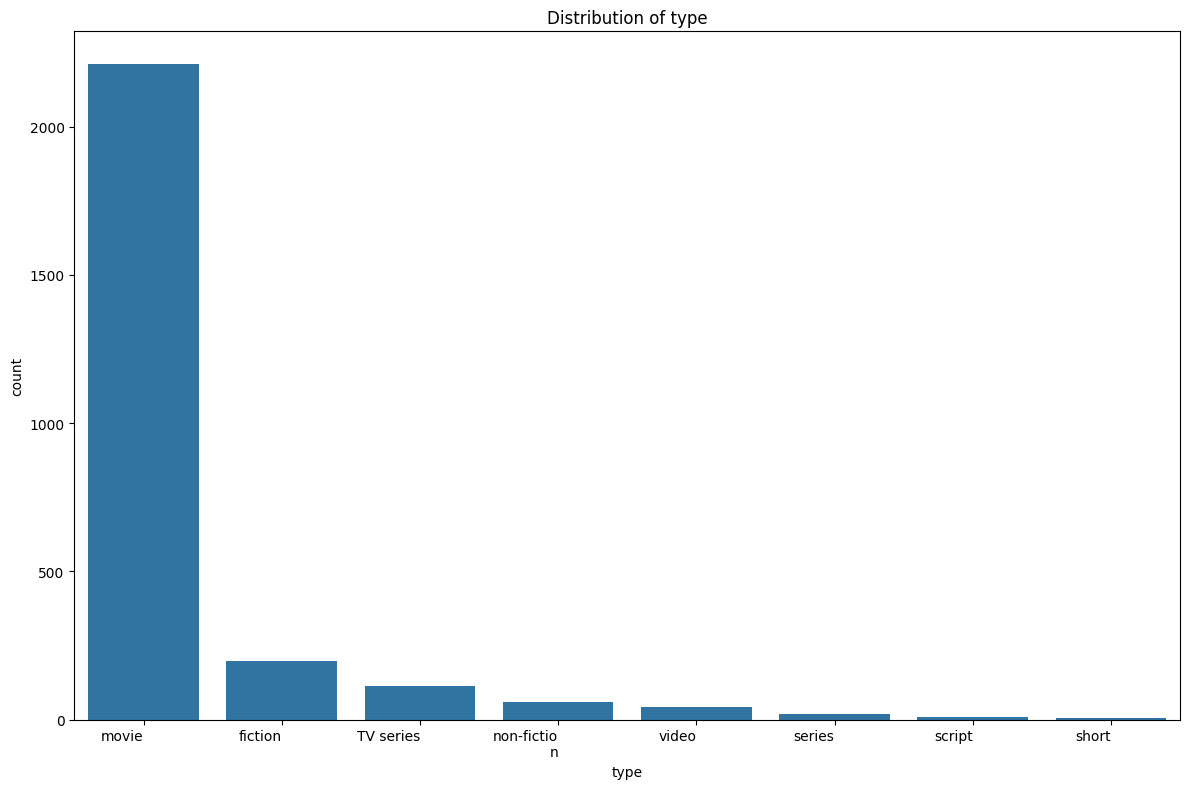 Distribution of type
count
2000
1500
1000
500
0
movie
fiction
TV series
non-fictio
n
video
series
script
short
type